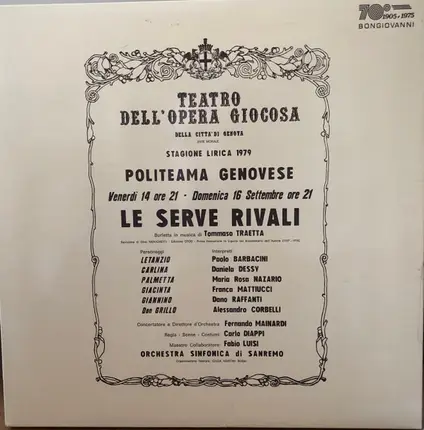 70° 1905•1975
BONGIOVANNI
TEATRO
DELL'OPERA GIOCOSA
DELLA CITTA' DI GENOVA
STAGIONE LIRICA 1979
POLITEAMA GENOVESE
Venerdi 14 ore 21 - Domenica 16 Settembre ore 21
LE SERVE RIVALI
Burletta in musica di Tommaso TRAETTA
Personaggi Interpreti
LETANZIO Paolo BARBACINI
CARLINA Daniela DESSY
PALMETTA Maria Rosa NAZARIO
GIACINTA Franca MATTIUCCI
GIANNINO Dano RAFFANTI
Don GRILLO Alessandro CORBELLI
Concertatore e Direttore d'Orchestra Fernando MAINARDI
Regia - Scene - Costumi Carla DIAPPI
Maestro Collaboratore: Fabio LUISI
ORCHESTRA SINFONICA di SANREMO